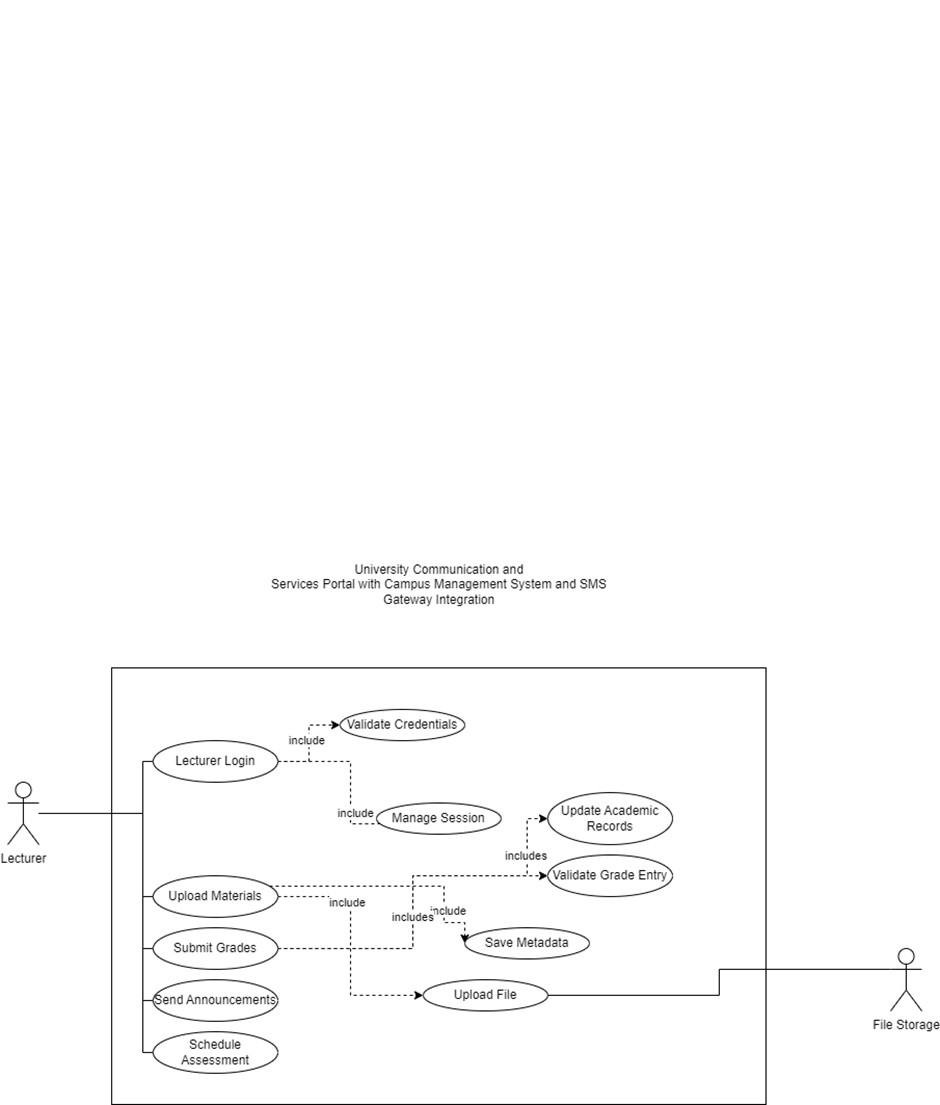 University Communication and
Services Portal with Campus Management System and SMS
Gateway Integration
Validate Credentials
include
Lecturer Login
Manage Session
include
Update Academic
Records
includes
Lecturer
Validate Grade Entry
Upload Materials
include
includes
include
Submit Grades
Save Metadata
Send Announcements
Upload File
File Storage
Schedule
Assessment